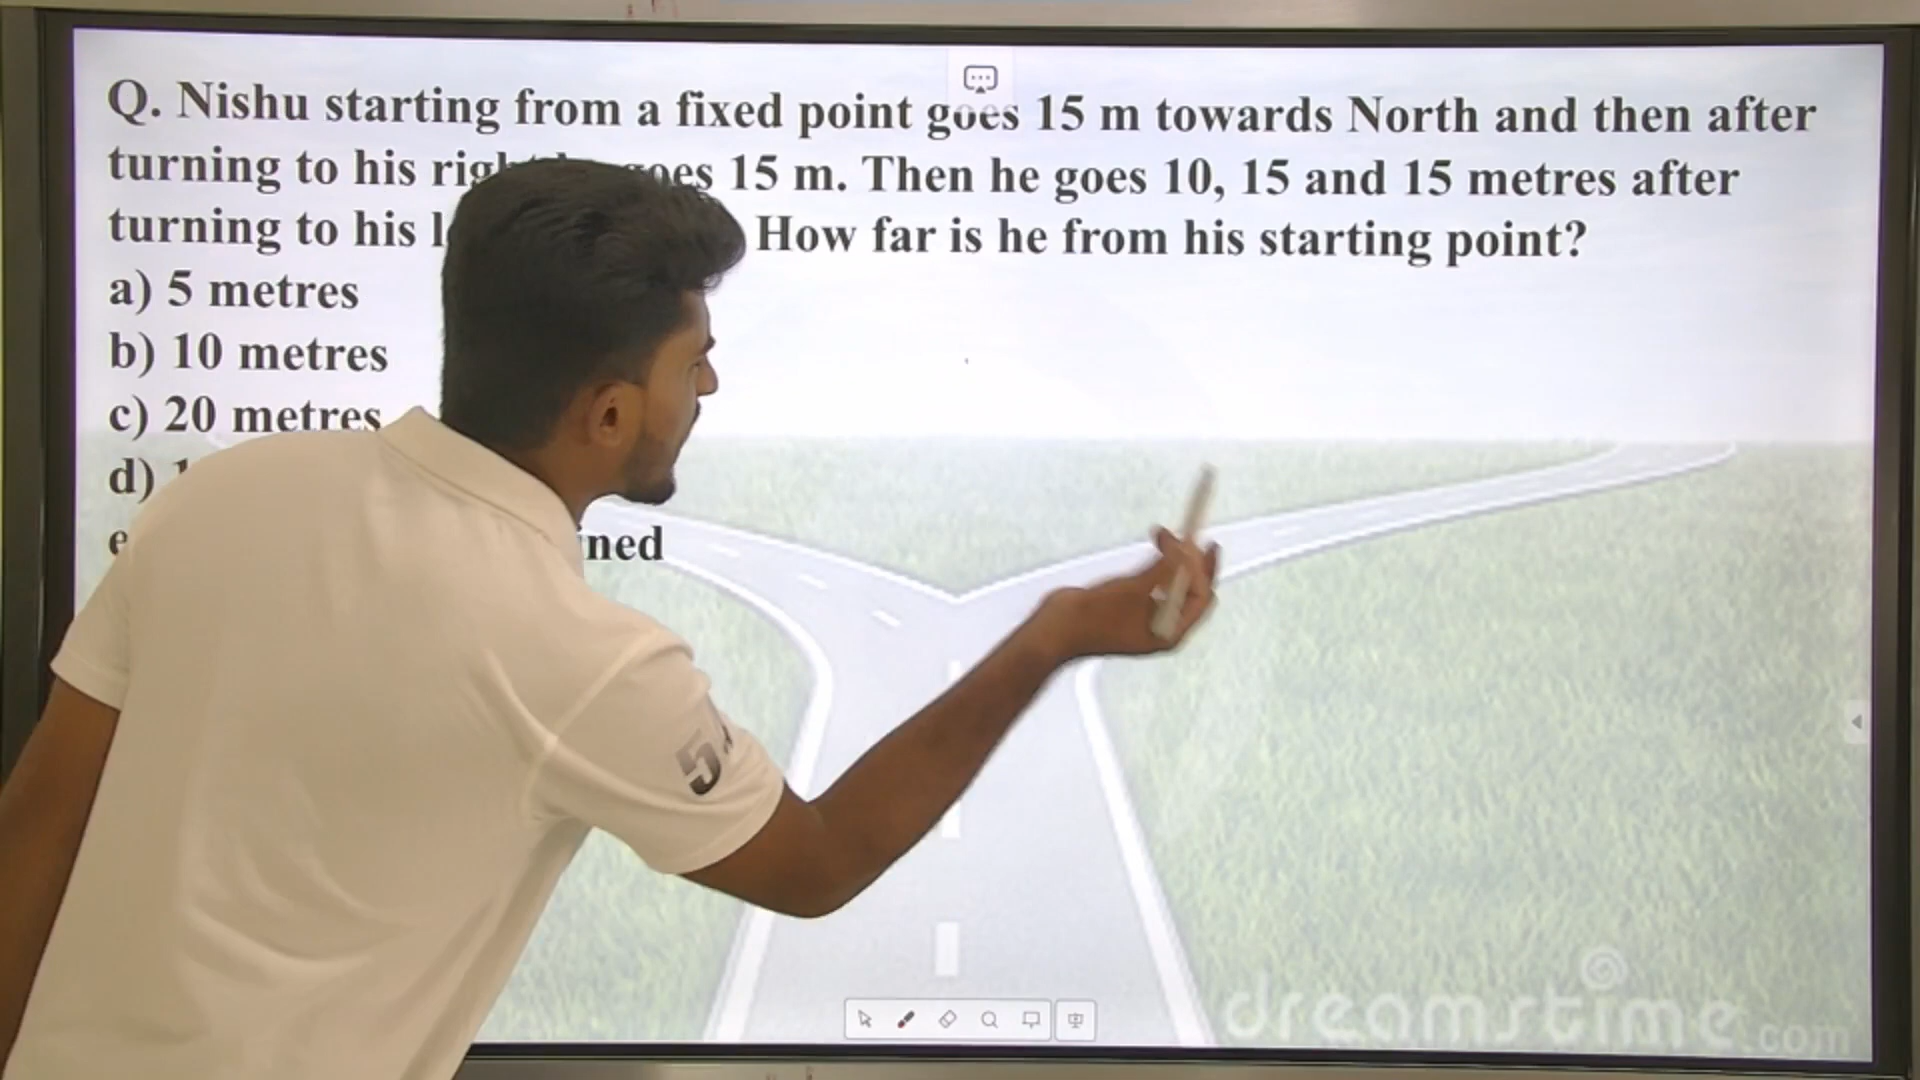 Q. Nishu starting from a fixed point goes 15 m towards North and then after
turning to his goes 15 m. Then he goes 10, 15 and 15 metres after
turning to his How far is he from his starting point?
a) 5 metres
b) 10 metres
c) 20 metres
d)
ned
5
dreamstime.com